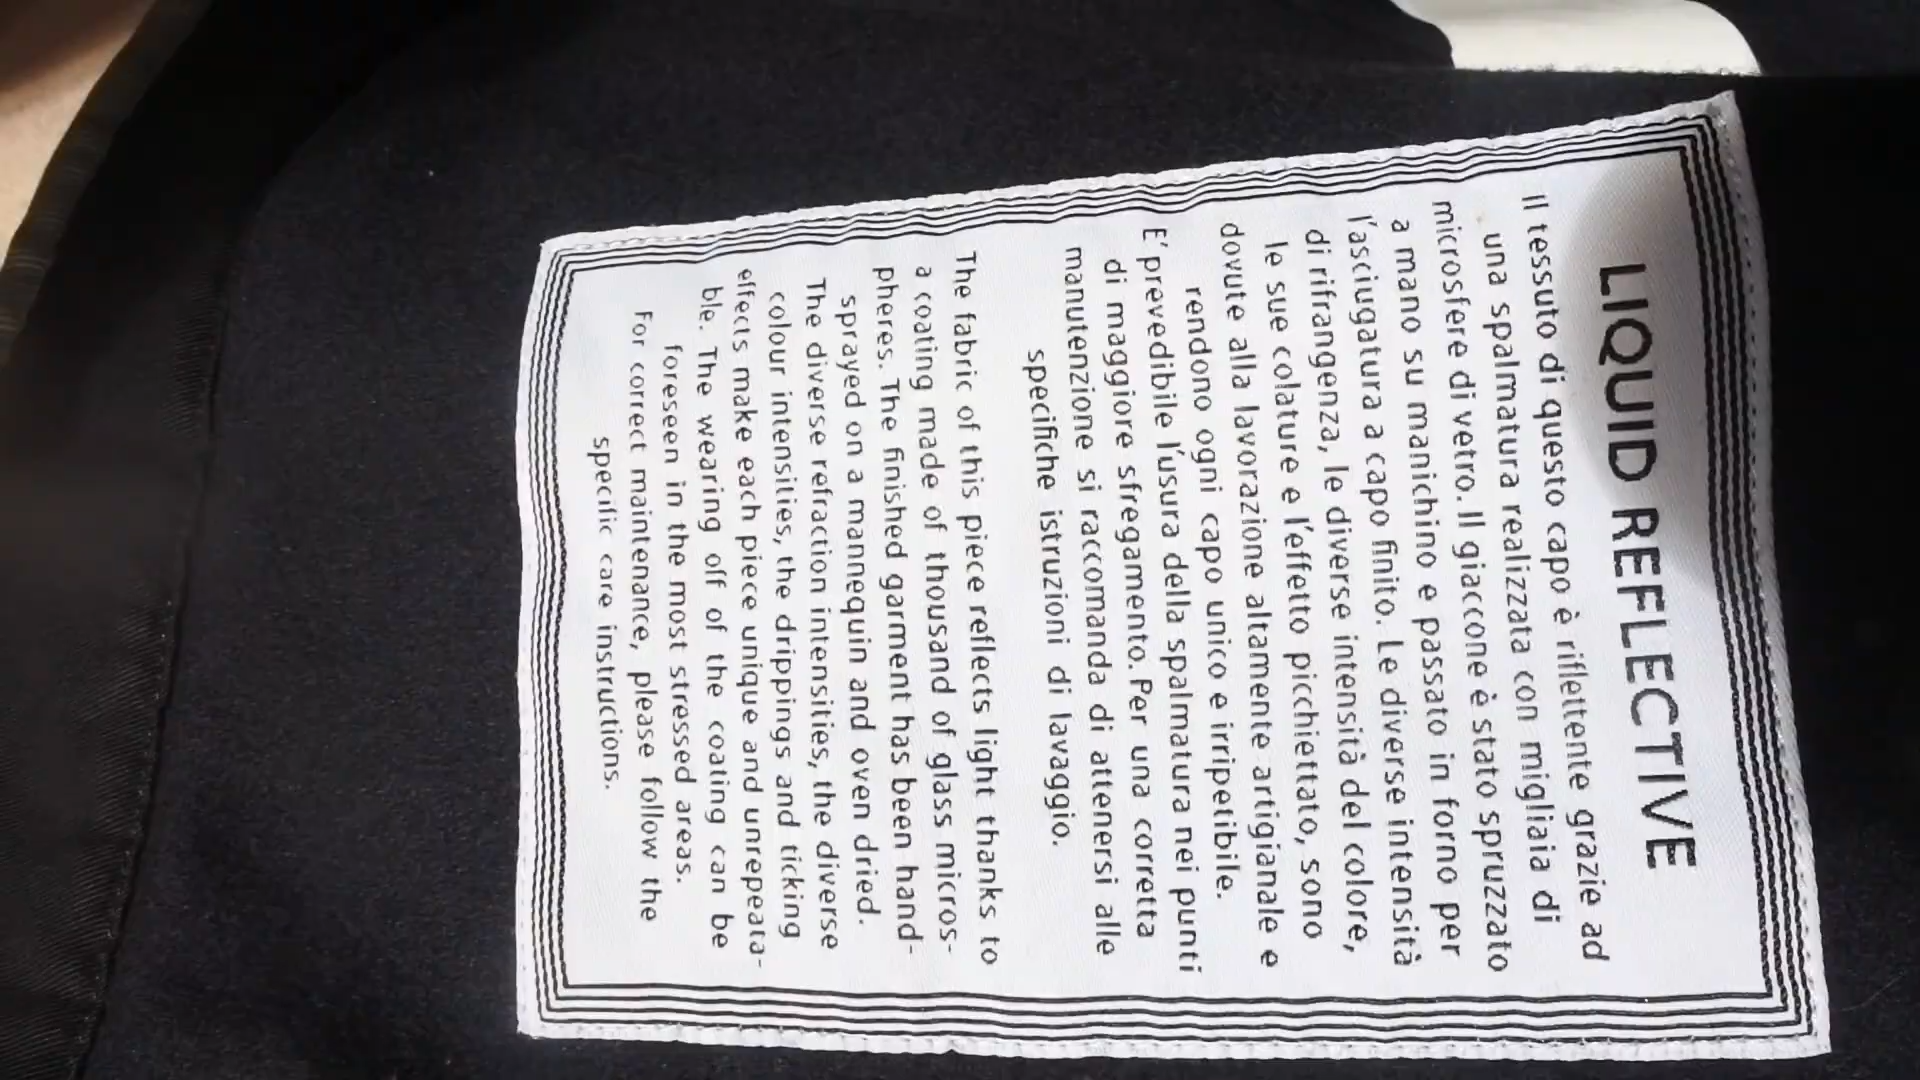 LIQUID REFLECTIVE
Il tessuto di questo capo è riflettente grazie ad
una spalmatura realizzata con migliaia di
microsfere di vetro. Il giaccone è stato spruzzato
a mano su manichino e passato in forno per
l'asciugatura a capo finito. Le diverse intensità
di rifrangenza, le diverse intensità del colore,
le sue colature e l'effetto picchiettato, sono
dovute alla lavorazione altamente artigianale e
rendono ogni capo unico e irripetibile.
E' prevedibile l'usura della spalmatura nei punti
di maggiore sfregamento. Per una corretta
manutenzione si raccomanda di attenersi alle
specifiche istruzioni di lavaggio.
The fabric of this piece reflects light thanks to
a coating made of thousand of glass micros-
pheres. The finished garment has been hand-
sprayed on a mannequin and oven dried.
The diverse refraction intensities, the diverse
colour intensities, the drippings and ticking
effects make each piece unique and unrepeata-
ble. The wearing off of the coating can be
foreseen in the most stressed areas.
For correct maintenance, please follow the
specific care instructions.